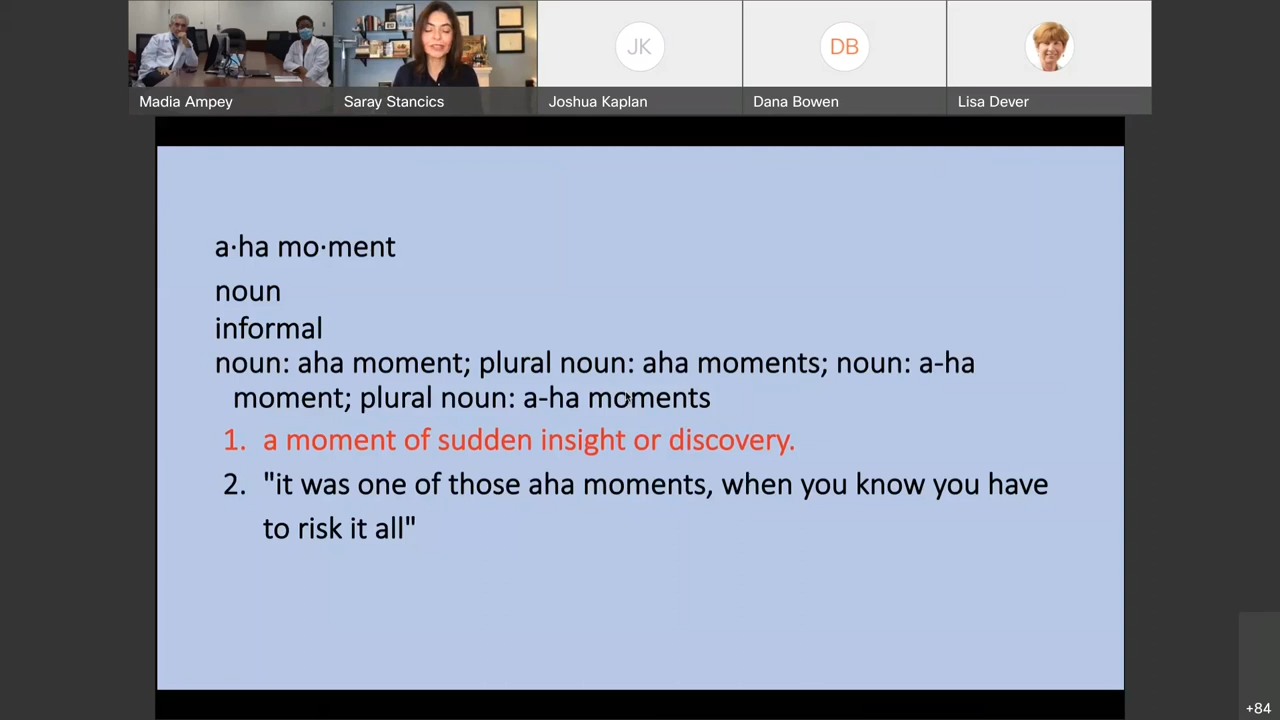 JK
DB
Madia Ampey
Saray Stancics
Joshua Kaplan
Dana Bowen
Lisa Dever
a·ha mo·ment
noun
informal
noun: aha moment; plural noun: aha moments; noun: a-ha
moment; plural noun: a-ha moments
1. a moment of sudden insight or discovery.
2. "it was one of those aha moments, when you know you have
to risk it all"
+84